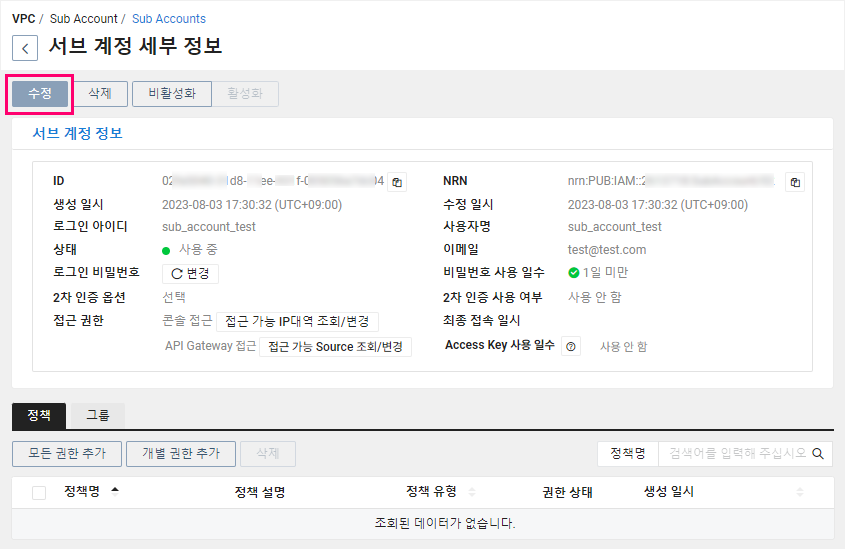 VPC / Sub Account / Sub Accounts
서브 계정 세부 정보
수정 삭제 비활성화 활성화
서브 계정 정보
ID d8- ee- f-0 04 NRN nrn:PUB:IAM::2
생성 일시 2023-08-03 17:30:32 (UTC+09:00) 수정 일시 2023-08-03 17:30:32 (UTC+09:00)
로그인 아이디 sub_account_test 사용자명 sub_account_test
상태 사용 중 이메일 test@test.com
로그인 비밀번호 변경 비밀번호 사용 일수 1일 미만
2차 인증 옵션 선택 2차 인증 사용 여부 사용 안 함
접근 권한 콘솔 접근 접근 가능 IP대역 조회/변경 최종 접속 일시
API Gateway 접근 접근 가능 Source 조회/변경 Access Key 사용 일수 사용 안 함
정책 그룹
모든 권한 추가 개별 권한 추가 삭제 정책명 검색어를 입력해 주십시오
정책명 정책 설명 정책 유형 권한 상태 생성 일시
조회된 데이터가 없습니다.